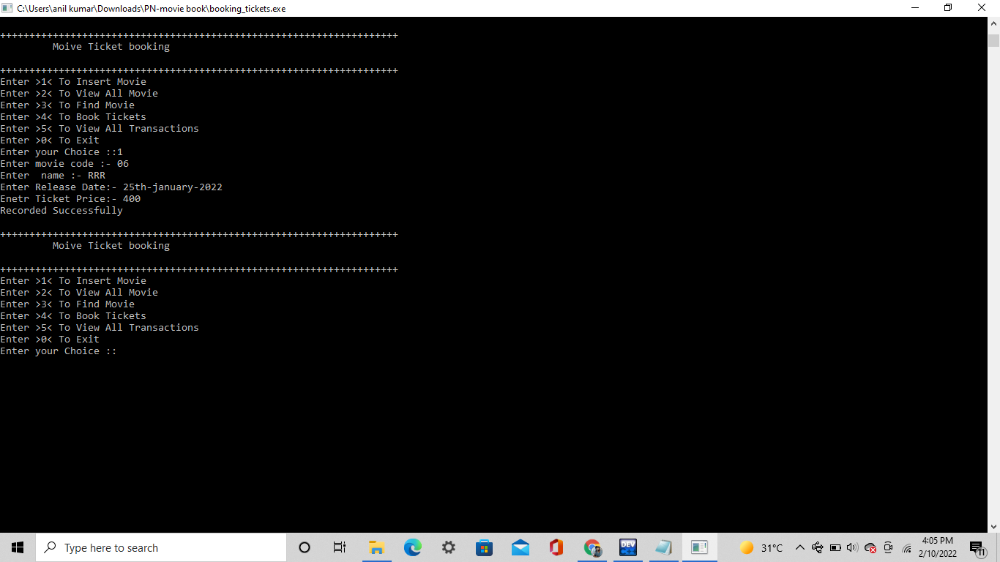 C:\Users\anil kumar\Downloads\PN-movie book\booking_tickets.exe
++++++++++++++++++++++++++++++++++++++++++++++++++++++++++++++++++++
Moive Ticket booking
++++++++++++++++++++++++++++++++++++++++++++++++++++++++++++++++++++
Enter >1< To Insert Movie
Enter >2< To View All Movie
Enter >3< To Find Movie
Enter >4< To Book Tickets
Enter >5< To View All Transactions
Enter >0< To Exit
Enter your Choice ::1
Enter movie code :- 06
Enter  name :- RRR
Enter Release Date:- 25th-january-2022
Enetr Ticket Price:- 400
Recorded Successfully
++++++++++++++++++++++++++++++++++++++++++++++++++++++++++++++++++++
Moive Ticket booking
++++++++++++++++++++++++++++++++++++++++++++++++++++++++++++++++++++
Enter >1< To Insert Movie
Enter >2< To View All Movie
Enter >3< To Find Movie
Enter >4< To Book Tickets
Enter >5< To View All Transactions
Enter >0< To Exit
Enter your Choice ::
Type here to search
DEV
31°C
4:05 PM
2/10/2022
11